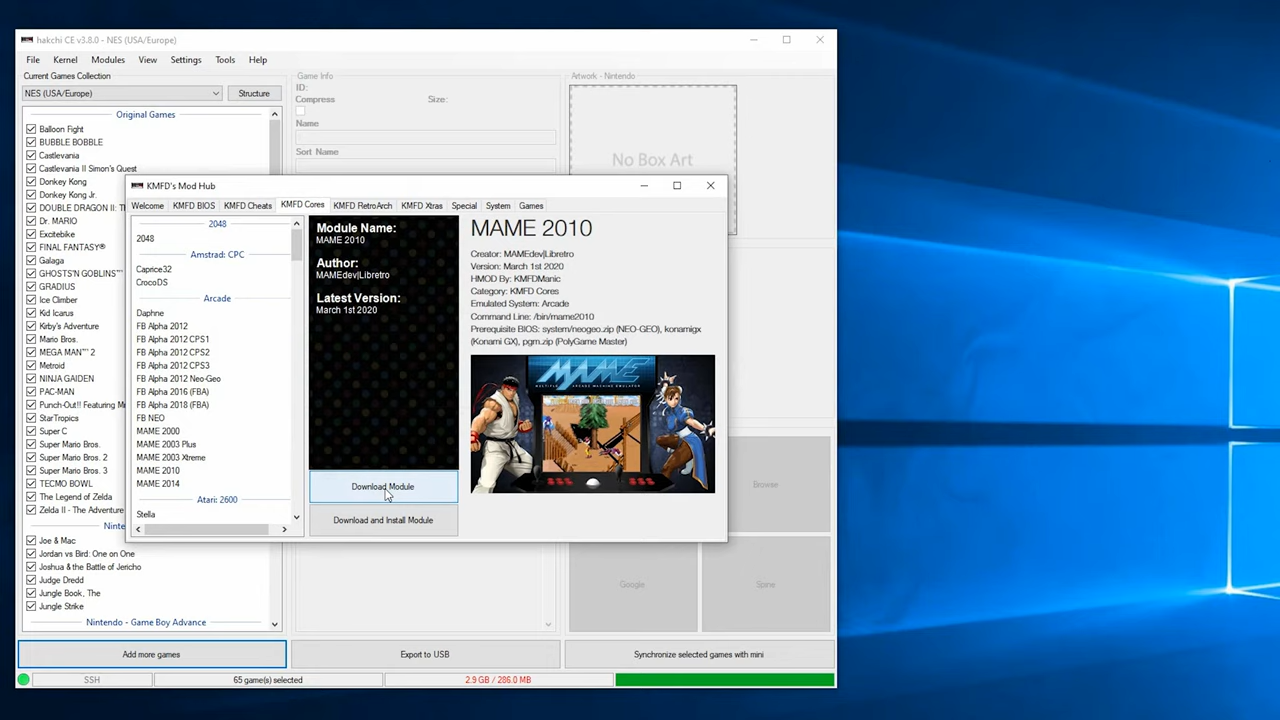 hakchi CE v3.8.0 - NES (USA/Europe)
File Kernel Modules View Settings Tools Help
Current Games Collection
NES (USA/Europe)
Structure
Original Games
Balloon Fight
BUBBLE BOBBLE
Castlevania
Castlevania II Simon's Quest
Donkey Kong
Donkey Kong Jr.
DOUBLE DRAGON II: T
Dr. MARIO
Excitebike
FINAL FANTASY®
Galaga
GHOSTS'N GOBLINS™
GRADIUS
Ice Climber
Kid Icarus
Kirby's Adventure
Mario Bros.
MEGA MAN™ 2
Metroid
NINJA GAIDEN
PAC-MAN
Punch-Out!! Featuring M
StarTropics
Super C
Super Mario Bros.
Super Mario Bros. 2
Super Mario Bros. 3
TECMO BOWL
The Legend of Zelda
Zelda II - The Adventure
Ninte
Joe & Mac
Jordan vs Bird: One on One
Joshua & the Battle of Jericho
Judge Dredd
Jungle Book, The
Jungle Strike
Nintendo - Game Boy Advance
Game Info
ID:
Compress
Size:
Name
Sort Name
Artwork - Nintendo
No Box Art
KMFD's Mod Hub
Welcome KMFD BIOS KMFD Cheats KMFD Cores KMFD RetroArch KMFD Xtras Special System Games
2048
2048
Amstrad: CPC
Caprice32
CrocoDS
Arcade
Daphne
FB Alpha 2012
FB Alpha 2012 CPS1
FB Alpha 2012 CPS2
FB Alpha 2012 CPS3
FB Alpha 2012 Neo-Geo
FB Alpha 2016 (FBA)
FB Alpha 2018 (FBA)
FB NEO
MAME 2000
MAME 2003 Plus
MAME 2003 Xtreme
MAME 2010
MAME 2014
Atari: 2600
Stella
Module Name:
MAME 2010
Author:
MAMEdev|Libretro
Latest Version:
March 1st 2020
Download Module
Download and Install Module
MAME 2010
Creator: MAMEdev|Libretro
Version: March 1st 2020
HMOD By: KMFDManic
Category: KMFD Cores
Emulated System: Arcade
Command Line: /bin/mame2010
Prerequisite BIOS: system/neogeo.zip (NEO-GEO), konamigx
(Konami GX), pgm.zip (PolyGame Master)
MAME
MULTIPLE ARCADE MACHINE EMULATOR
Browse
Google
Spine
Add more games
Export to USB
Synchronize selected games with mini
SSH
65 game(s) selected
2.9 GB / 286.0 MB